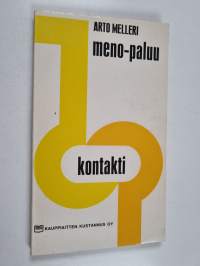 ARTO MELLERI
meno-paluu
kontakti
KAUPPIAITTEN KUSTANNUS OY